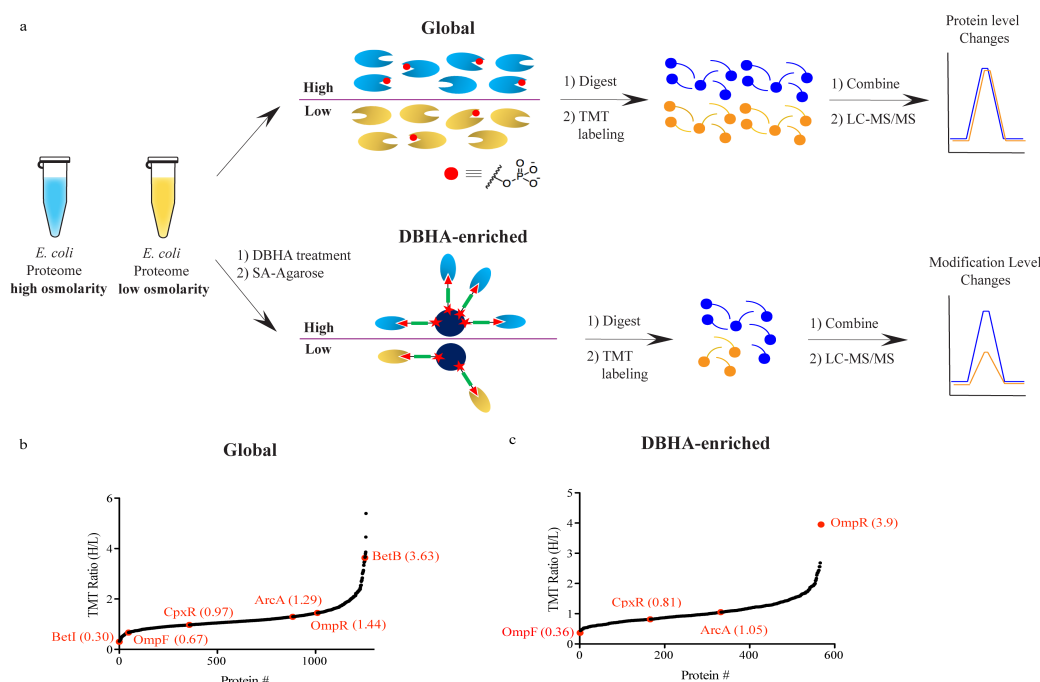 a
Global
High
Low
1) Digest
2) TMT
labeling
1) Combine
2) LC-MS/MS
Protein level
Changes
O
P
O
O
O
-
-
E. coli
Proteome
high osmolarity
E. coli
Proteome
low osmolarity
1) DBHA treatment
2) SA-Agarose
DBHA-enriched
High
Low
1) Digest
2) TMT
labeling
1) Combine
2) LC-MS/MS
Modification Level
Changes
b
Global
TMT Ratio (H/L)
6
4
2
0
0
500
1000
Protein #
BetI (0.30)
OmpF (0.67)
CpxR (0.97)
ArcA (1.29)
OmpR (1.44)
BetB (3.63)
c
DBHA-enriched
TMT Ratio (H/L)
5
4
3
2
1
0
0
200
400
600
Protein #
OmpF (0.36)
CpxR (0.81)
ArcA (1.05)
OmpR (3.9)